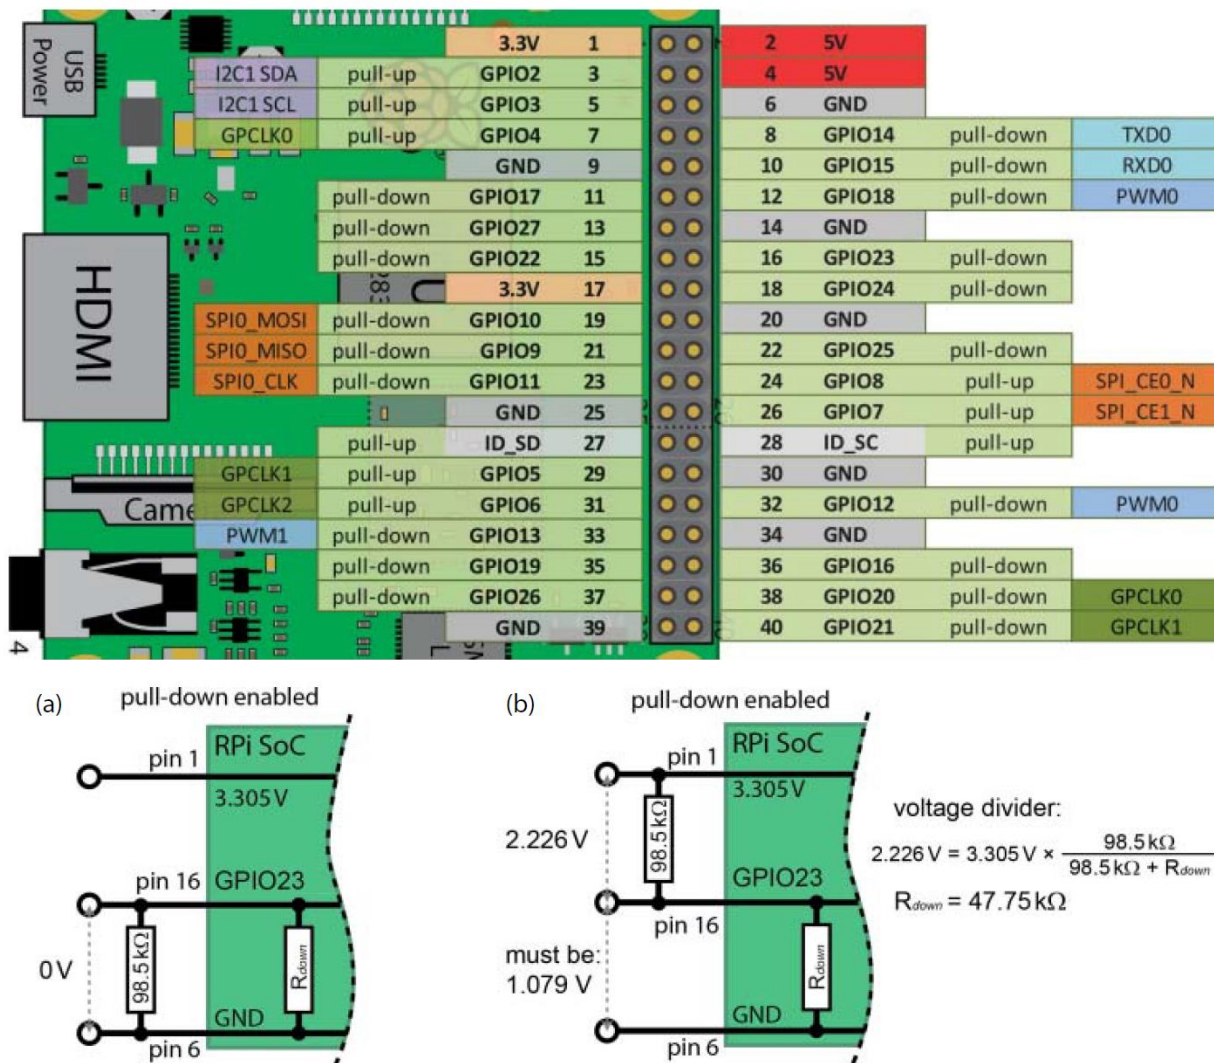 USB
Power
3.3V 1 2 5V
I2C1 SDA pull-up GPIO2 3 4 5V
I2C1 SCL pull-up GPIO3 5 6 GND
GPCLK0 pull-up GPIO4 7 8 GPIO14 pull-down TXD0
GND 9 10 GPIO15 pull-down RXD0
pull-down GPIO17 11 12 GPIO18 pull-down PWM0
pull-down GPIO27 13 14 GND
pull-down GPIO22 15 16 GPIO23 pull-down
3.3V 17 18 GPIO24 pull-down
HDMI
SPI0_MOSI pull-down GPIO10 19 20 GND
SPI0_MISO pull-down GPIO9 21 22 GPIO25 pull-down
SPI0_CLK pull-down GPIO11 23 24 GPIO8 pull-up SPI_CE0_N
GND 25 26 GPIO7 pull-up SPI_CE1_N
pull-up ID_SD 27 28 ID_SC pull-up
GPCLK1 pull-up GPIO5 29 30 GND
GPCLK2 pull-up GPIO6 31 32 GPIO12 pull-down PWM0
Came
PWM1 pull-down GPIO13 33 34 GND
pull-down GPIO19 35 36 GPIO16 pull-down
pull-down GPIO26 37 38 GPIO20 pull-down GPCLK0
GND 39 40 GPIO21 pull-down GPCLK1
4
(a) pull-down enabled
RPi SoC
pin 1
3.305 V
pin 16 GPIO23
0 V 98.5 kΩ Rdown
GND
pin 6
(b) pull-down enabled
RPi SoC
pin 1
3.305 V
2.226 V 98.5 kΩ
GPIO23
pin 16
must be:
1.079 V Rdown
GND
pin 6
voltage divider:
2.226 V = 3.305 V × 98.5 kΩ / 98.5 kΩ + Rdown
Rdown = 47.75 kΩ